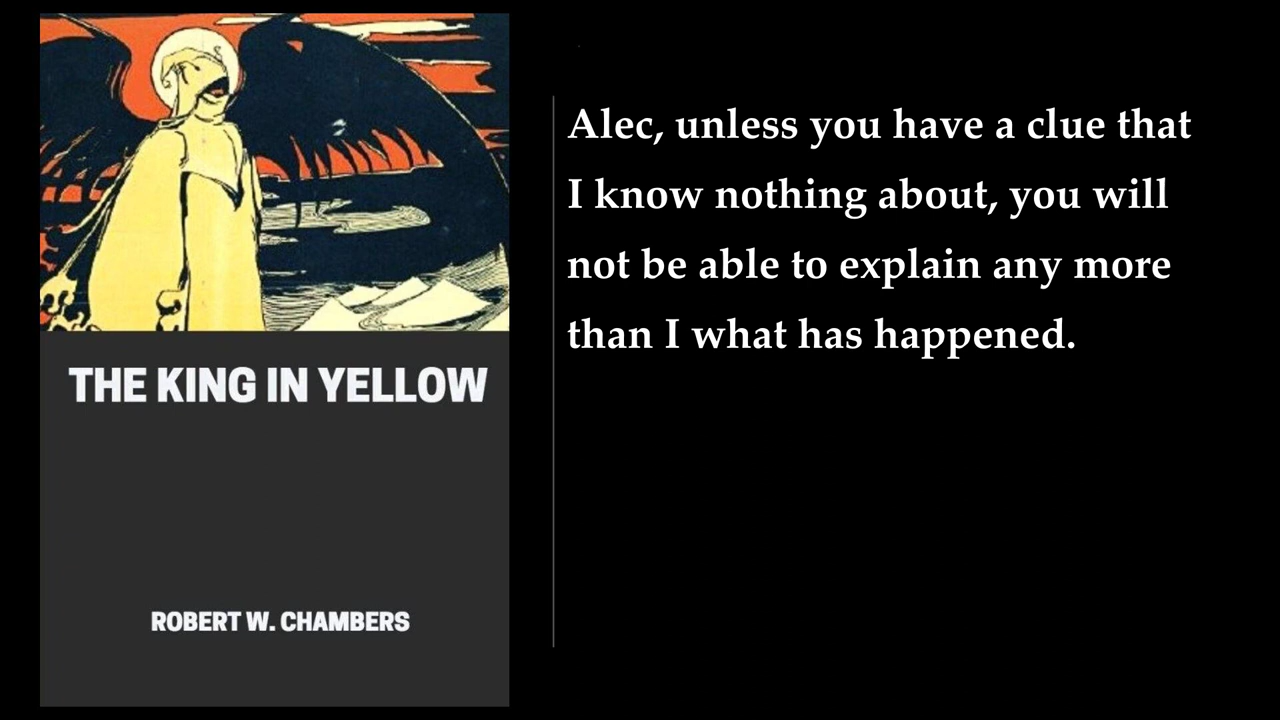 THE KING IN YELLOW
ROBERT W. CHAMBERS
Alec, unless you have a clue that
I know nothing about, you will
not be able to explain any more
than I what has happened.